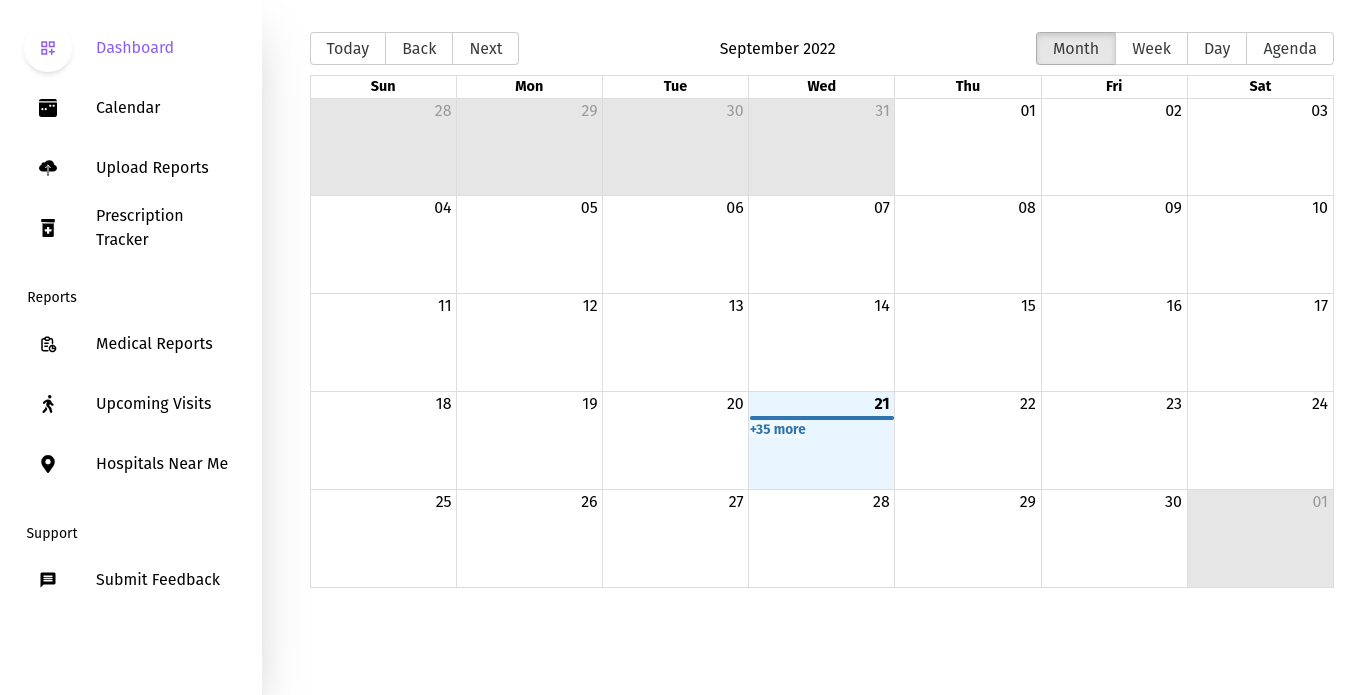 Dashboard
Calendar
Upload Reports
Prescription
Tracker
Reports
Medical Reports
Upcoming Visits
Hospitals Near Me
Support
Submit Feedback
Today Back Next September 2022 Month Week Day Agenda
Sun Mon Tue Wed Thu Fri Sat
28 29 30 31 01 02 03
04 05 06 07 08 09 10
11 12 13 14 15 16 17
18 19 20 21 22 23 24
+35 more
25 26 27 28 29 30 01